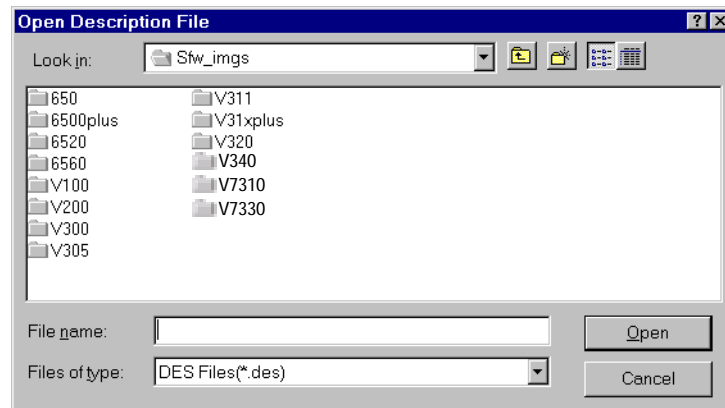 Open Description File
Look in: Sfw_imgs
650
6500plus
6520
6560
V100
V200
V300
V305
V311
V31xplus
V320
V340
V7310
V7330
File name:
Open
Files of type: DES Files(*.des)
Cancel